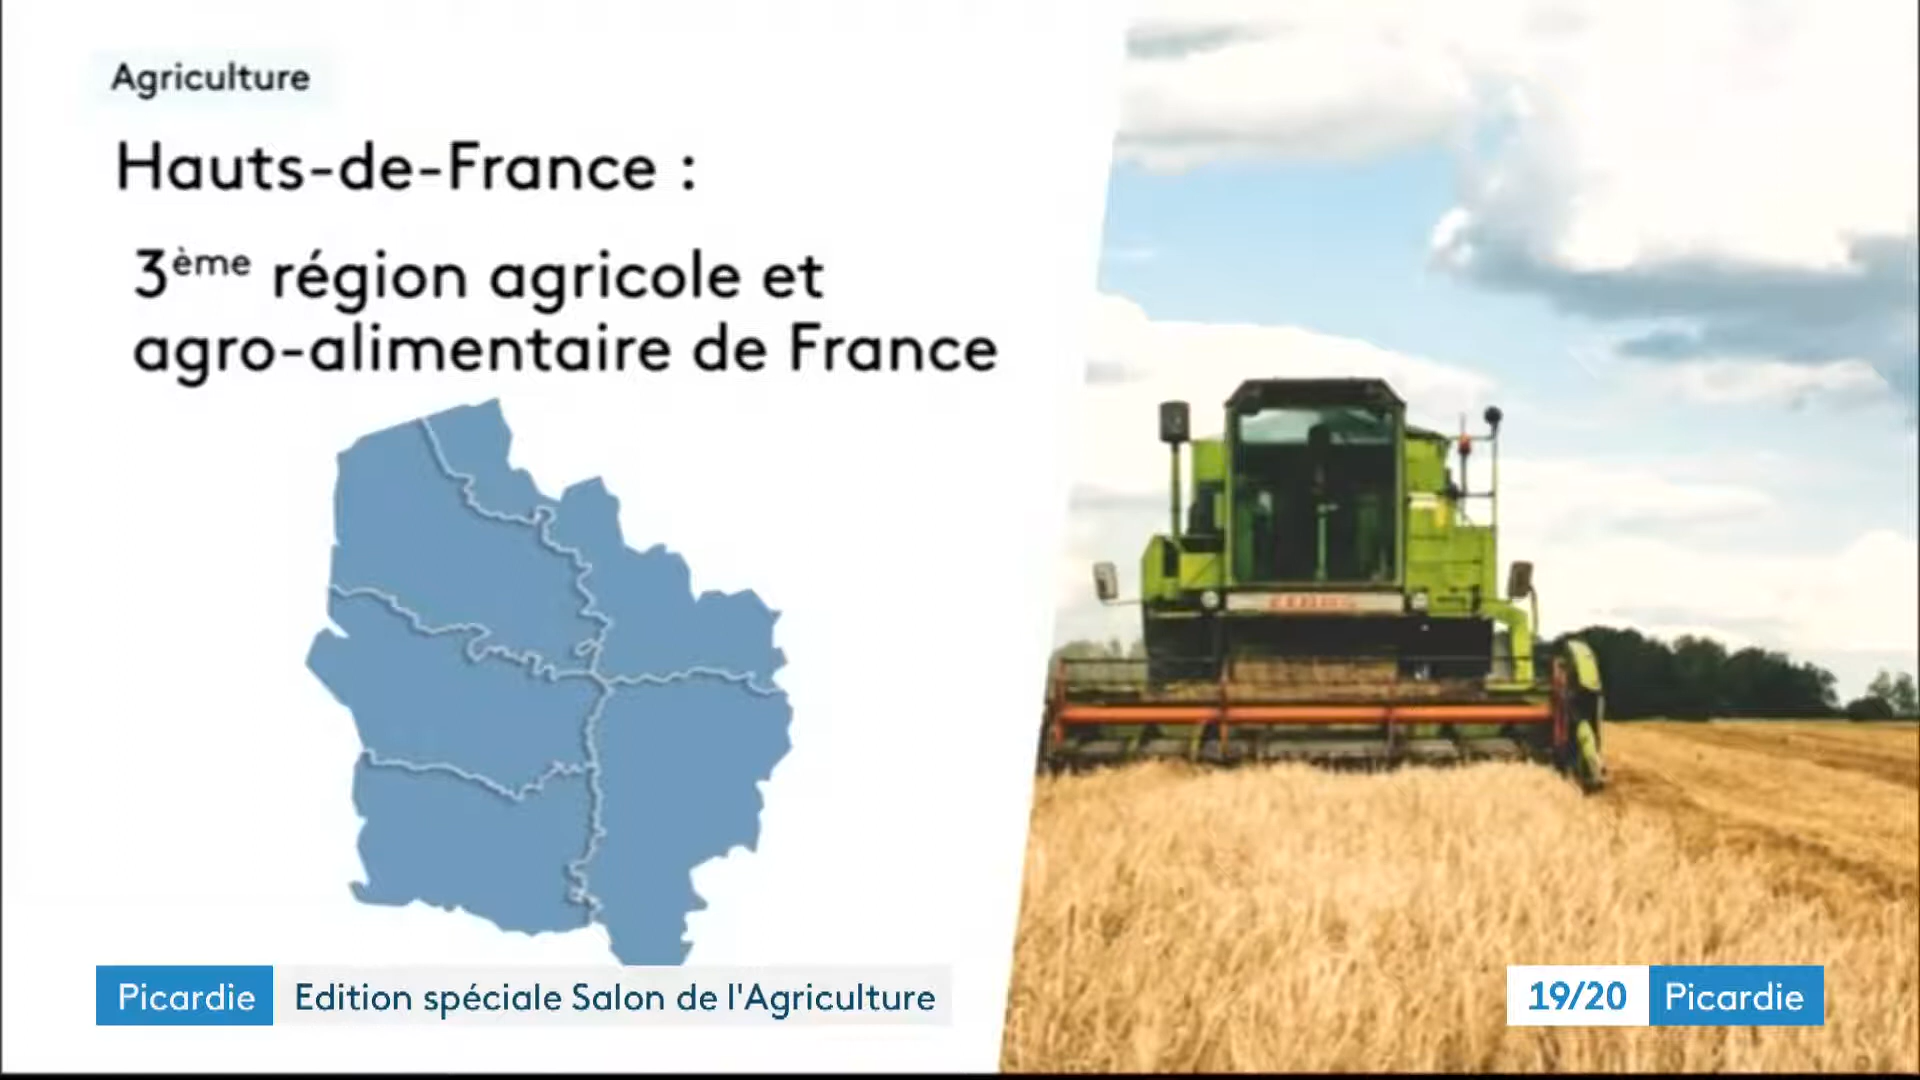 Agriculture
Hauts-de-France :
3ème région agricole et
agro-alimentaire de France
Picardie
Edition spéciale Salon de l'Agriculture
19/20
Picardie